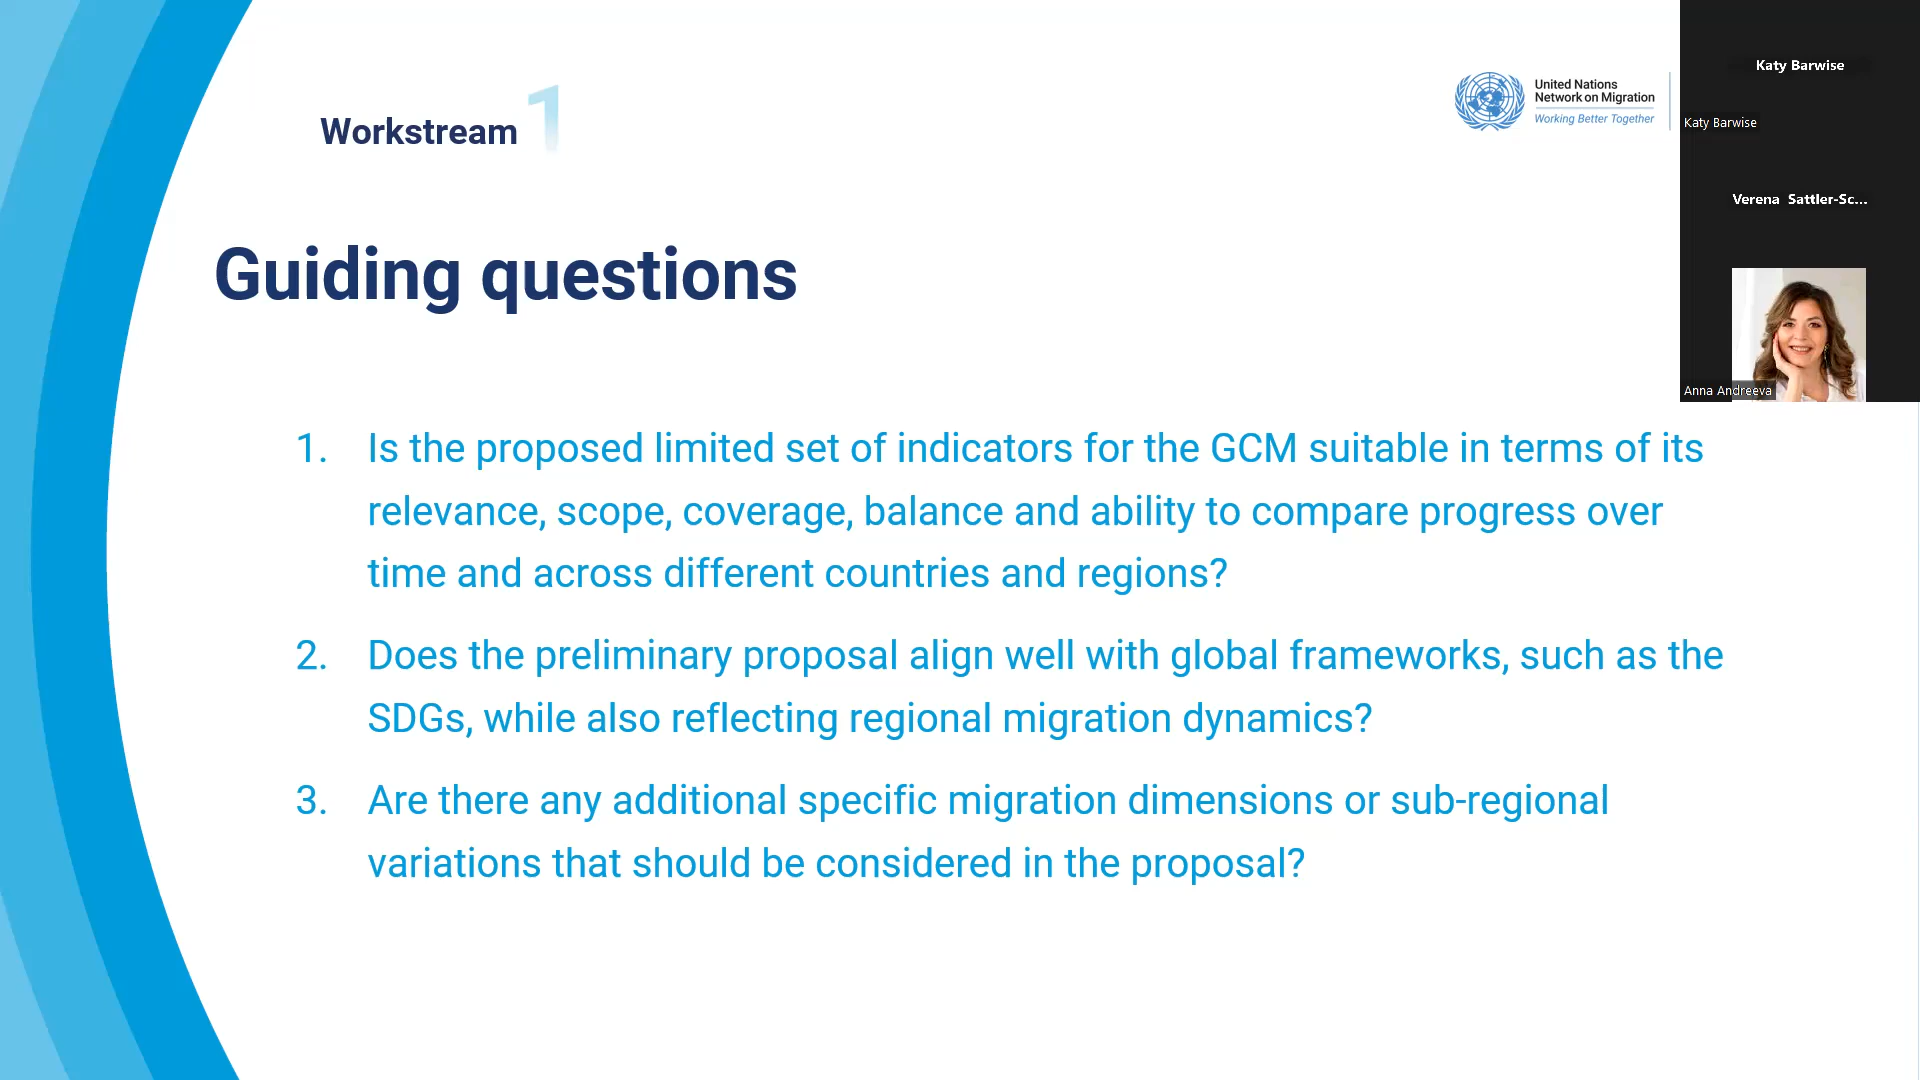 Workstream 1
United Nations
Network on Migration
Working Better Together
Katy Barwise
Katy Barwise
Verena Sattler-Sc...
Anna Andreeva
Guiding questions
1. Is the proposed limited set of indicators for the GCM suitable in terms of its
relevance, scope, coverage, balance and ability to compare progress over
time and across different countries and regions?
2. Does the preliminary proposal align well with global frameworks, such as the
SDGs, while also reflecting regional migration dynamics?
3. Are there any additional specific migration dimensions or sub-regional
variations that should be considered in the proposal?